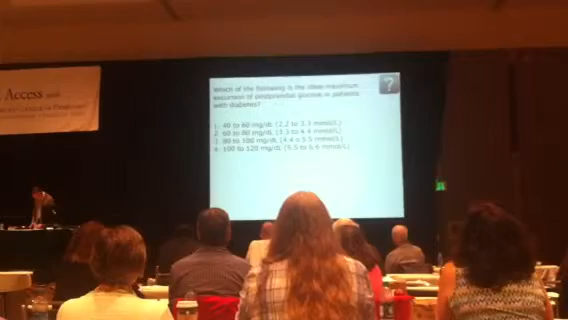 Access with
Which of the following is the ideal maximum
excursion of postprandial glucose in patients
with diabetes?
?
1. 40 to 60 mg/dL (2.2 to 3.3 mmol/L)
2. 60 to 80 mg/dL (3.3 to 4.4 mmol/L)
3. 80 to 100 mg/dL (4.4 to 5.5 mmol/L)
4. 100 to 120 mg/dL (5.5 to 6.6 mmol/L)